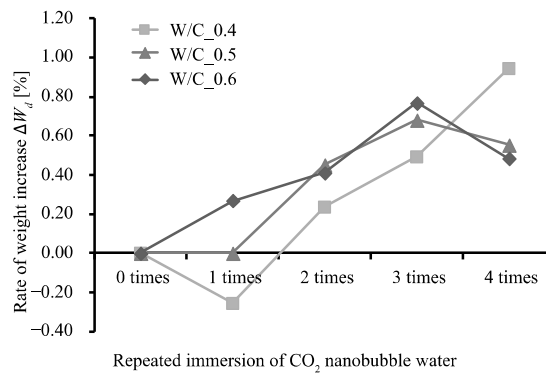 1.20
1.00
0.80
0.60
0.40
0.20
0.00
−0.20
−0.40
Rate of weight increase ΔW_d [%]
W/C_0.4
W/C_0.5
W/C_0.6
0 times 1 times 2 times 3 times 4 times
Repeated immersion of CO₂ nanobubble water